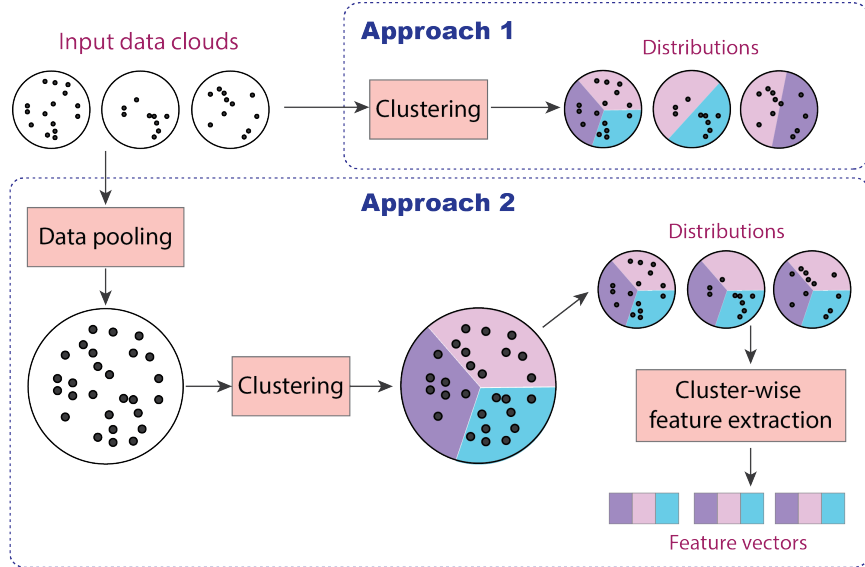 Input data clouds
Approach 1
Clustering
Distributions
Approach 2
Data pooling
Clustering
Distributions
Cluster-wise
feature extraction
Feature vectors